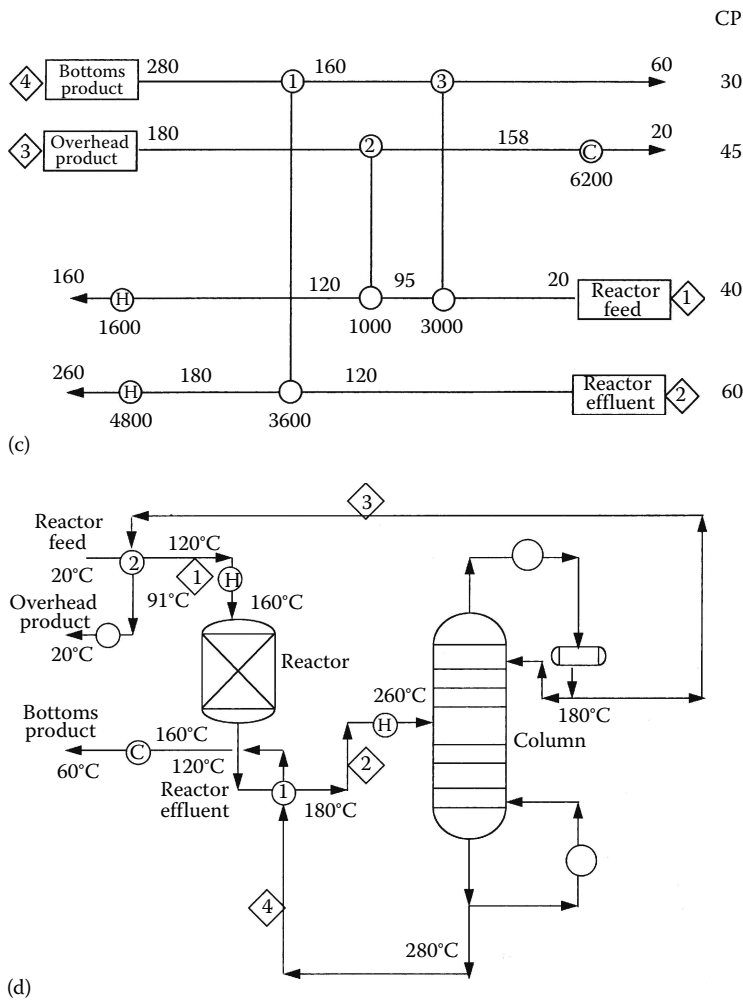 CP
280 160 60
4 Bottoms product 1 3 30
180 158 20
3 Overhead product 2 C 45
6200
160 120 95 20
H Reactor feed 1 40
1600 1000 3000
260 180 120
H Reactor effluent 2 60
4800 3600
(c)
3
Reactor feed
120°C
20°C
2
1
H
Overhead product
91°C
160°C
20°C
Reactor
Bottoms product
160°C
C
60°C
120°C
Reactor effluent
1
180°C
2
260°C
H
Column
180°C
4
280°C
(d)